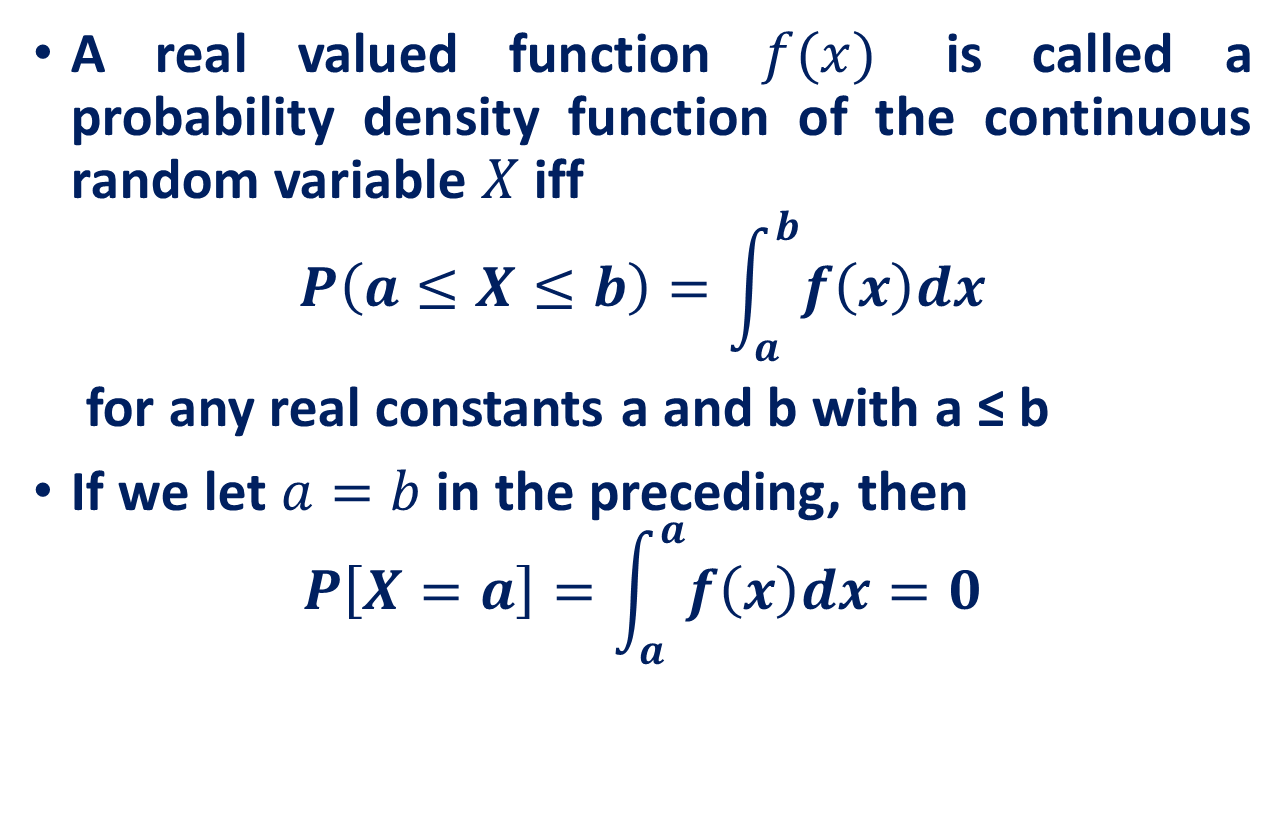 • A real valued function f(x) is called a
probability density function of the continuous
random variable X iff
P(a ≤ X ≤ b) = ∫_a^b f(x)dx
for any real constants a and b with a ≤ b
• If we let a = b in the preceding, then
P[X = a] = ∫_a^a f(x)dx = 0